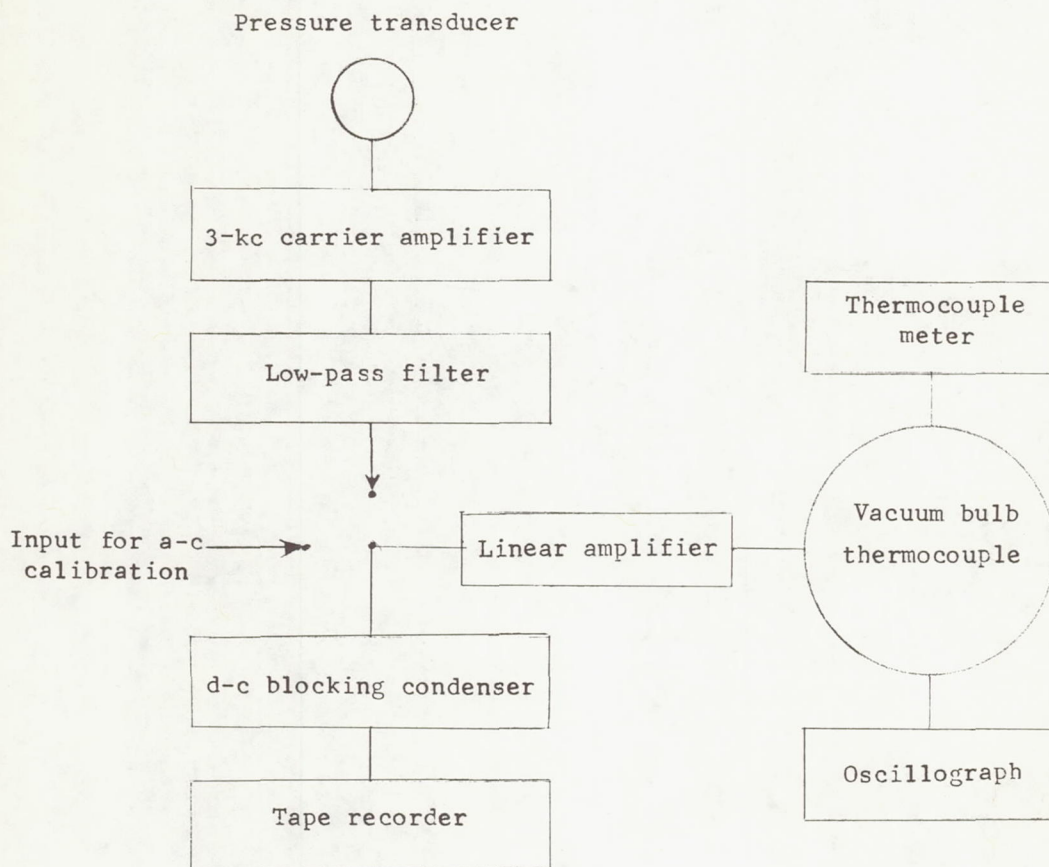 Pressure transducer
3-kc carrier amplifier
Low-pass filter
Thermocouple
meter
Input for a-c
calibration
Linear amplifier
Vacuum bulb
thermocouple
d-c blocking condenser
Oscillograph
Tape recorder